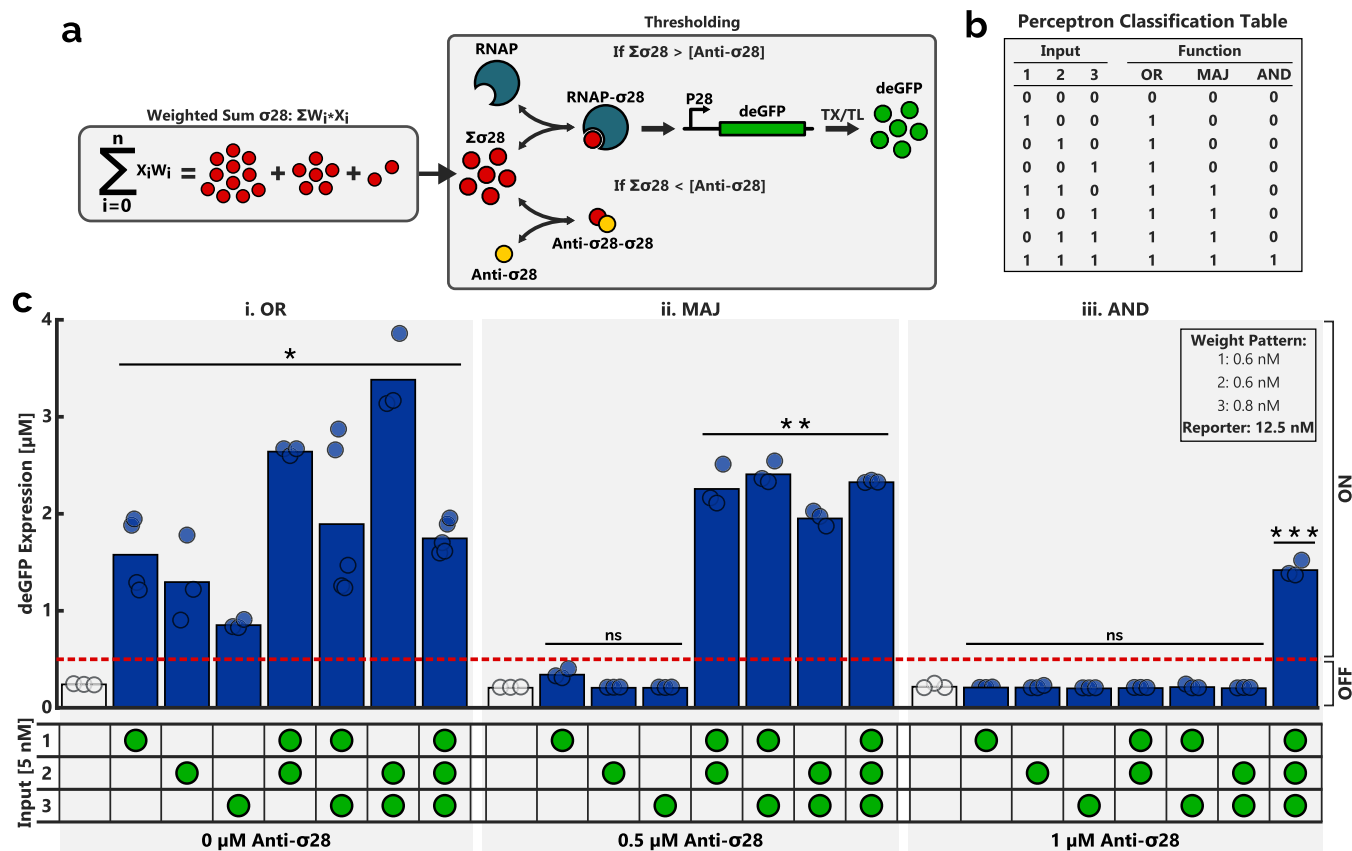 a
Thresholding
Weighted Sum σ28: ΣWi*Xi
n
Σ
i=0
XiWi = + +
RNAP
If Σσ28 > [Anti-σ28]
RNAP-σ28
P28
deGFP
TX/TL
deGFP
Σσ28
If Σσ28 < [Anti-σ28]
Anti-σ28-σ28
Anti-σ28
b
Perceptron Classification Table
Input Function
1 2 3 OR MAJ AND
0 0 0 0 0 0
1 0 0 1 0 0
0 1 0 1 0 0
0 0 1 1 0 0
1 1 0 1 1 0
1 0 1 1 1 0
0 1 1 1 1 0
1 1 1 1 1 1
c
i. OR
ii. MAJ
iii. AND
deGFP Expression [μM]
4
3
2
1
0
*
ns
**
ns
***
Weight Pattern:
1: 0.6 nM
2: 0.6 nM
3: 0.8 nM
Reporter: 12.5 nM
ON
OFF
Input [5 nM]
1
2
3
0 μM Anti-σ28
0.5 μM Anti-σ28
1 μM Anti-σ28